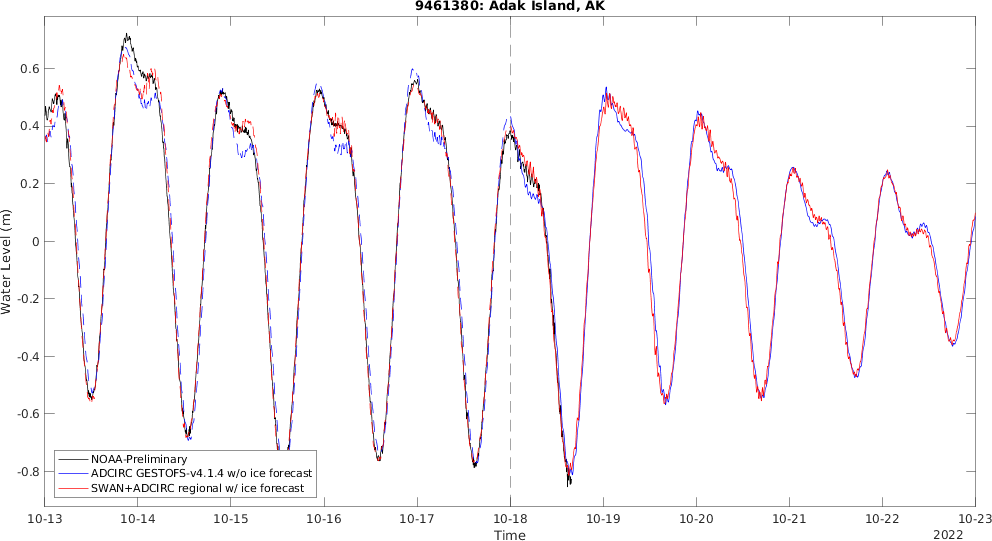 9461380: Adak Island, AK
Water Level (m)
0.6
0.4
0.2
0
-0.2
-0.4
-0.6
-0.8
NOAA-Preliminary
ADCIRC GESTOFS-v4.1.4 w/o ice forecast
SWAN+ADCIRC regional w/ ice forecast
10-13 10-14 10-15 10-16 10-17 10-18 10-19 10-20 10-21 10-22 10-23
Time
2022